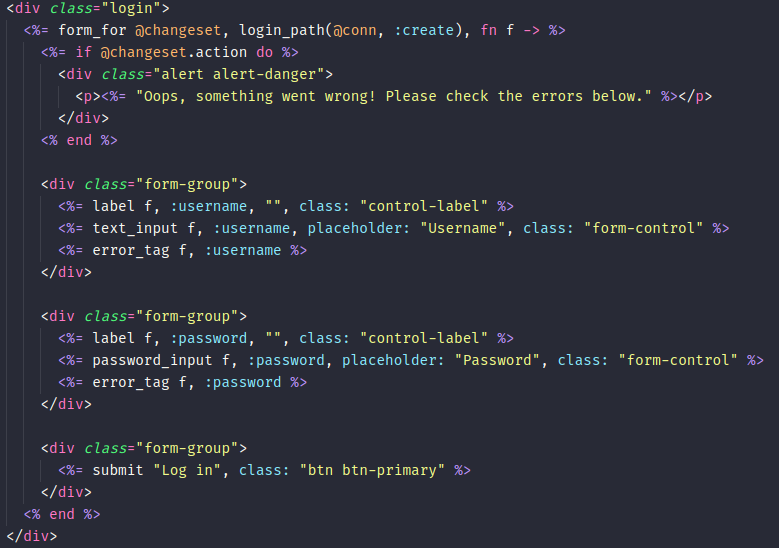 <div class="login">
  <%= form_for @changeset, login_path(@conn, :create), fn f -> %>
    <%= if @changeset.action do %>
      <div class="alert alert-danger">
        <p><%= "Oops, something went wrong! Please check the errors below." %></p>
      </div>
    <% end %>

    <div class="form-group">
      <%= label f, :username, "", class: "control-label" %>
      <%= text_input f, :username, placeholder: "Username", class: "form-control" %>
      <%= error_tag f, :username %>
    </div>

    <div class="form-group">
      <%= label f, :password, "", class: "control-label" %>
      <%= password_input f, :password, placeholder: "Password", class: "form-control" %>
      <%= error_tag f, :password %>
    </div>

    <div class="form-group">
      <%= submit "Log in", class: "btn btn-primary" %>
    </div>
  <% end %>
</div>